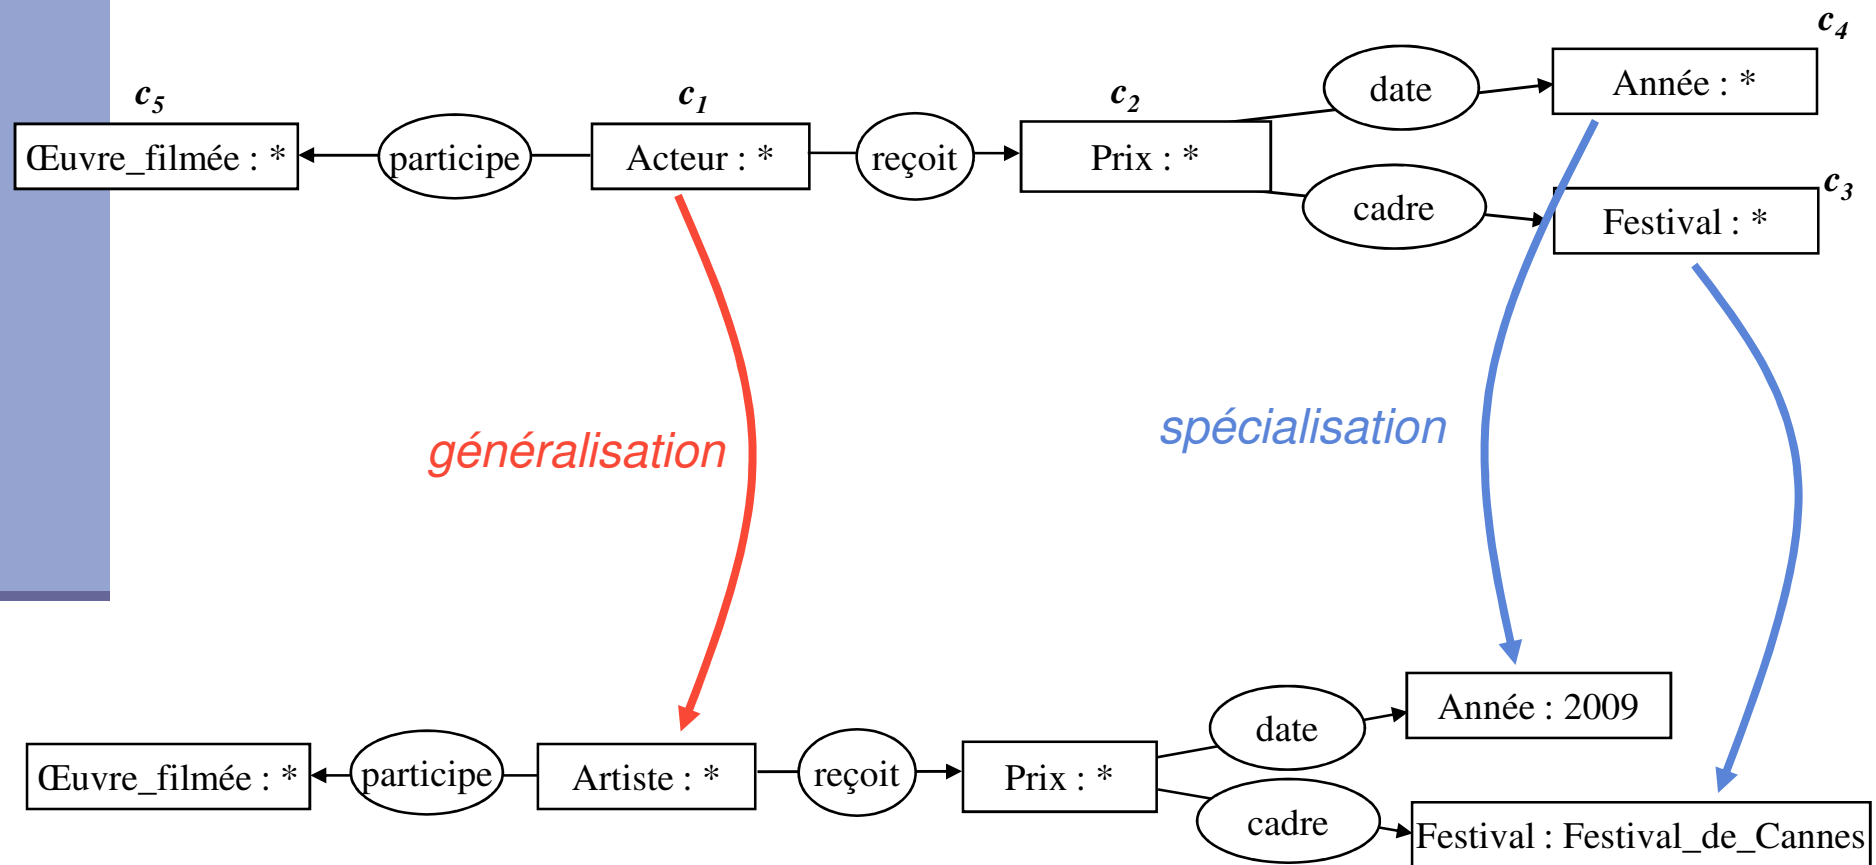 c4
c5 c1 c2
date Année : *
Œuvre_filmée : * participe Acteur : * reçoit Prix : *
c3
cadre Festival : *
généralisation spécialisation
Année : 2009
date
Œuvre_filmée : * participe Artiste : * reçoit Prix : *
cadre Festival : Festival_de_Cannes